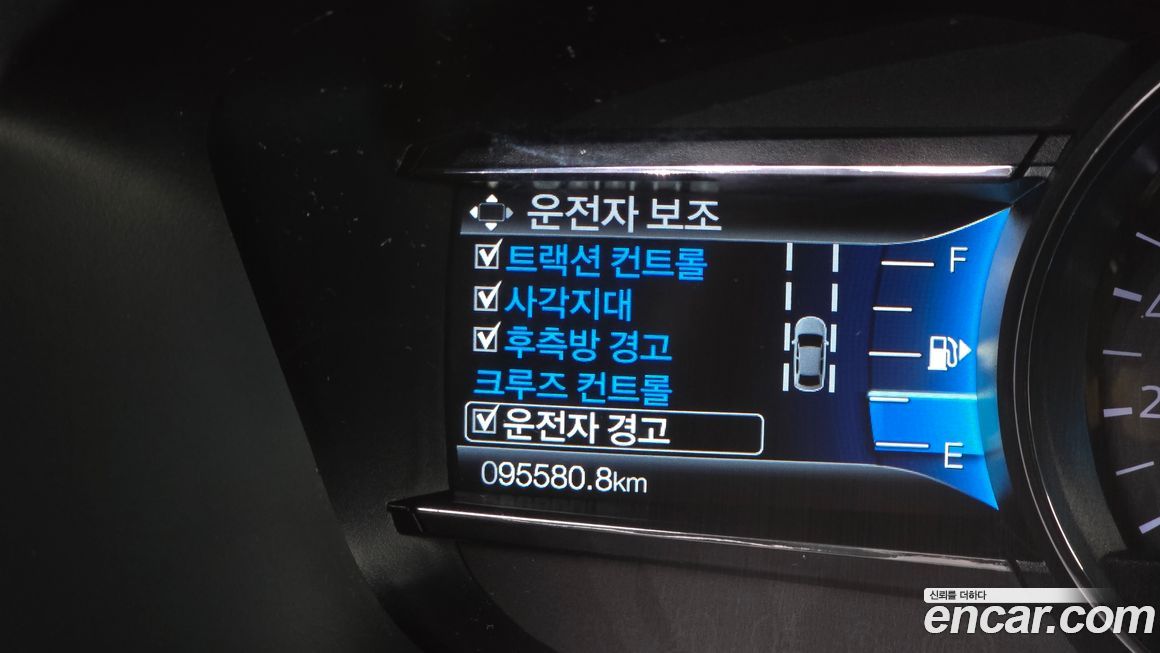 운전자 보조
트랙션 컨트롤
사각지대
후측방 경고
크루즈 컨트롤
운전자 경고
095580.8km
F
E
2
신뢰를 더하다
encar.com